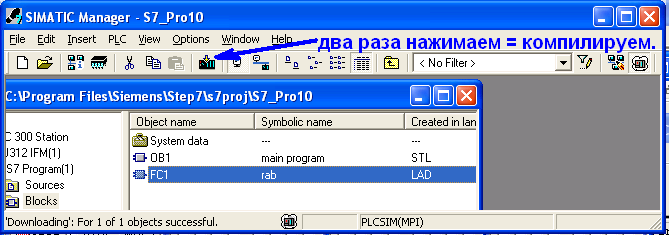 SIMATIC Manager - S7_Pro10
File Edit Insert PLC View Options Window Help
два раза нажимаем = компилируем.
< No Filter >
C:\Program Files\Siemens\Step7\s7proj\S7_Pro10
Object name Symbolic name Created in lan
C 300 Station
System data --- ---
J312 IFM(1)
OB1 main program STL
S7 Program(1)
FC1 rab LAD
Sources
Blocks
'Downloading': For 1 of 1 objects successful. PLCSIM(MPI)